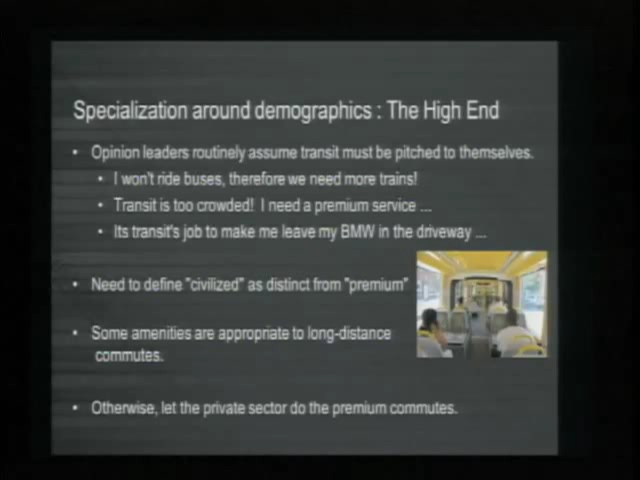 Specialization around demographics : The High End
• Opinion leaders routinely assume transit must be pitched to themselves.
• I won't ride buses, therefore we need more trains!
• Transit is too crowded! I need a premium service ...
• Its transit's job to make me leave my BMW in the driveway ...
• Need to define "civilized" as distinct from "premium"
• Some amenities are appropriate to long-distance
commutes.
• Otherwise, let the private sector do the premium commutes.